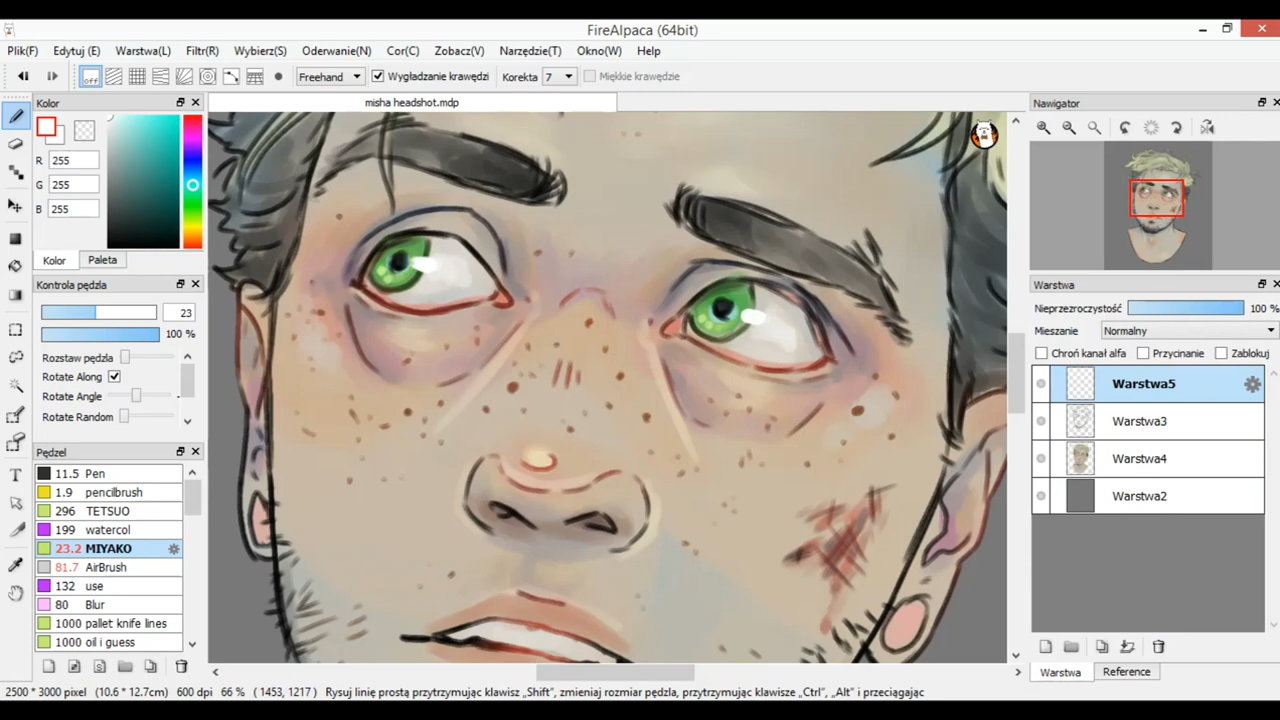 FireAlpaca (64bit)
Plik(F) Edytuj (E) Warstwa(L) Filtr(R) Wybierz(S) Oderwanie(N) Cor(C) Zobacz(V) Narzędzie(T) Okno(W) Help
off Freehand Wygładzanie krawędzi Korekta 7 Miękkie krawędzie
Kolor
R 255
G 255
B 255
Kolor Paleta
Kontrola pędzla
23
100 %
Rozstaw pędzla
Rotate Along
Rotate Angle
Rotate Random
Pędzel
11.5 Pen
1.9 pencilbrush
296 TETSUO
199 watercol
23.2 MIYAKO
81.7 AirBrush
132 use
80 Blur
1000 pallet knife lines
1000 oil i guess
misha headshot.mdp
Nawigator
Warstwa
Nieprzezroczystość 100 %
Mieszanie Normalny
Chroń kanał alfa Przycinanie Zablokuj
Warstwa5
Warstwa3
Warstwa4
Warstwa2
Warstwa Reference
2500 * 3000 pixel (10.6 * 12.7cm) 600 dpi 66 % ( 1453, 1217 ) Rysuj linię prostą przytrzymując klawisz „Shift”, zmieniaj rozmiar pędzla, przytrzymując klawisze „Ctrl”, „Alt” i przeciągając